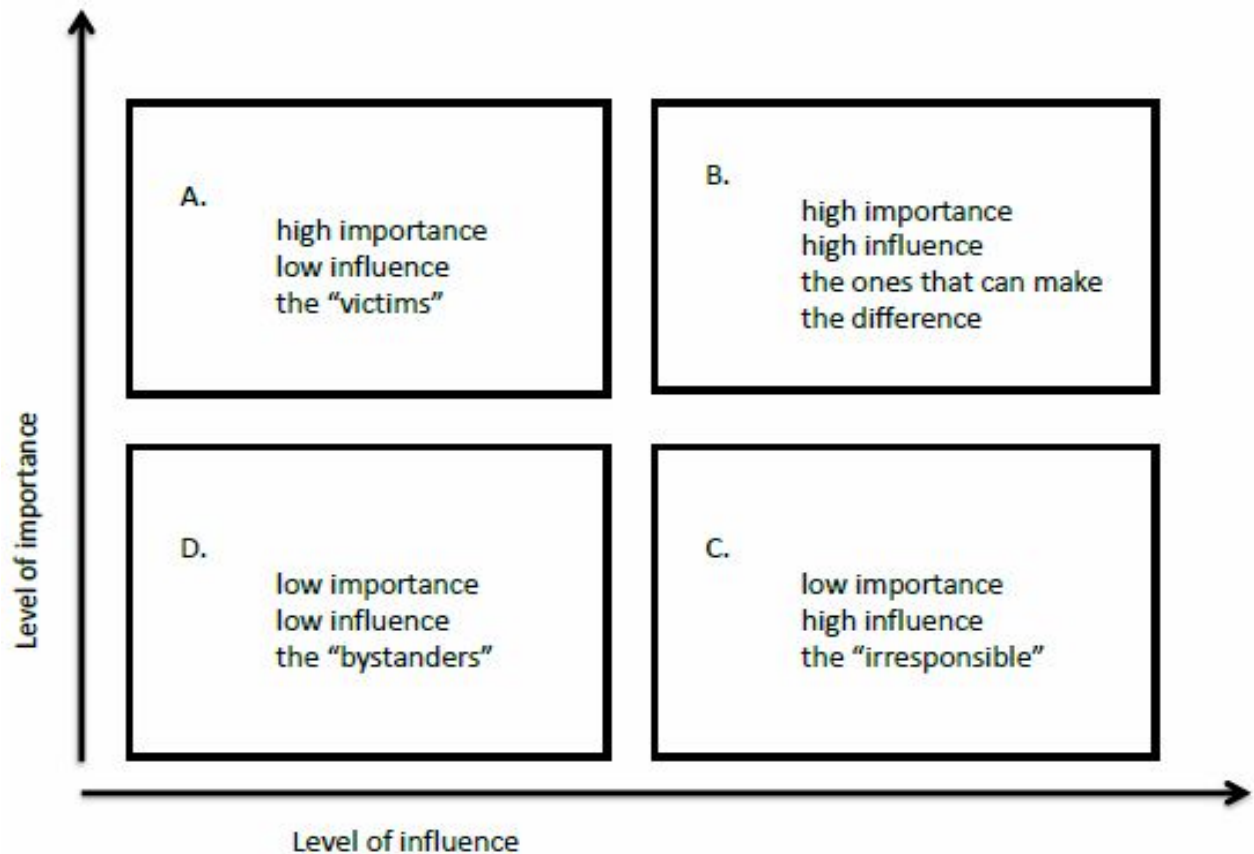 A.
high importance
low influence
the “victims”
B.
high importance
high influence
the ones that can make
the difference
Level of importance
D.
low importance
low influence
the “bystanders”
C.
low importance
high influence
the “irresponsible”
Level of influence